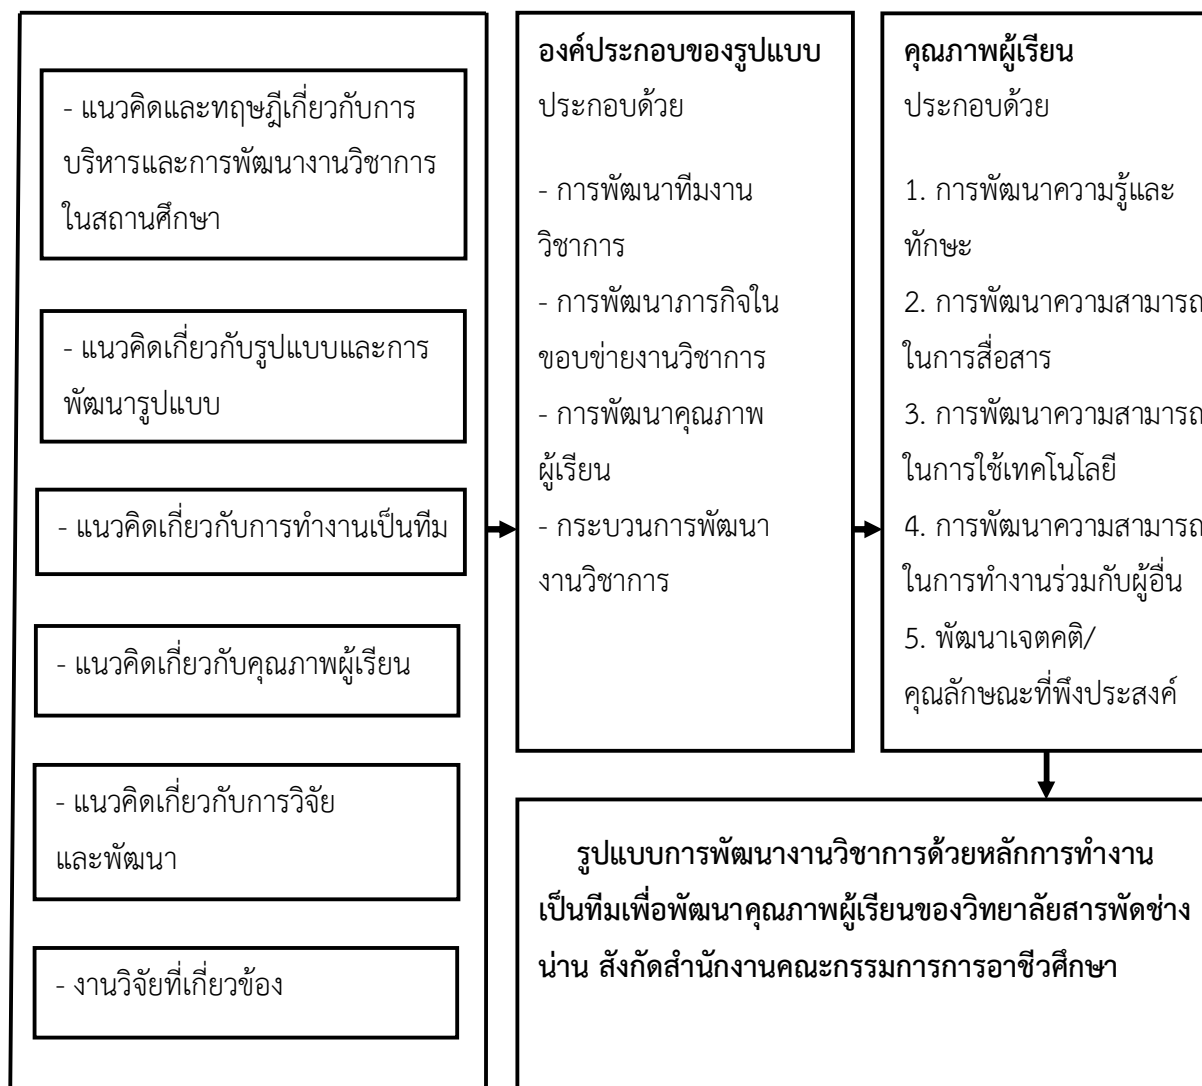 - แนวคิดและทฤษฎีเกี่ยวกับการ
บริหารและการพัฒนางานวิชาการ
ในสถานศึกษา
- แนวคิดเกี่ยวกับรูปแบบและการ
พัฒนารูปแบบ
- แนวคิดเกี่ยวกับการทำงานเป็นทีม
- แนวคิดเกี่ยวกับคุณภาพผู้เรียน
- แนวคิดเกี่ยวกับการวิจัย
และพัฒนา
- งานวิจัยที่เกี่ยวข้อง
องค์ประกอบของรูปแบบ
ประกอบด้วย
- การพัฒนาทีมงาน
วิชาการ
- การพัฒนาภารกิจใน
ขอบข่ายงานวิชาการ
- การพัฒนาคุณภาพ
ผู้เรียน
- กระบวนการพัฒนา
งานวิชาการ
คุณภาพผู้เรียน
ประกอบด้วย
1. การพัฒนาความรู้และ
ทักษะ
2. การพัฒนาความสามารถ
ในการสื่อสาร
3. การพัฒนาความสามารถ
ในการใช้เทคโนโลยี
4. การพัฒนาความสามารถ
ในการทำงานร่วมกับผู้อื่น
5. พัฒนาเจตคติ/
คุณลักษณะที่พึงประสงค์
รูปแบบการพัฒนางานวิชาการด้วยหลักการทำงาน
เป็นทีมเพื่อพัฒนาคุณภาพผู้เรียนของวิทยาลัยสารพัดช่าง
น่าน สังกัดสำนักงานคณะกรรมการการอาชีวศึกษา